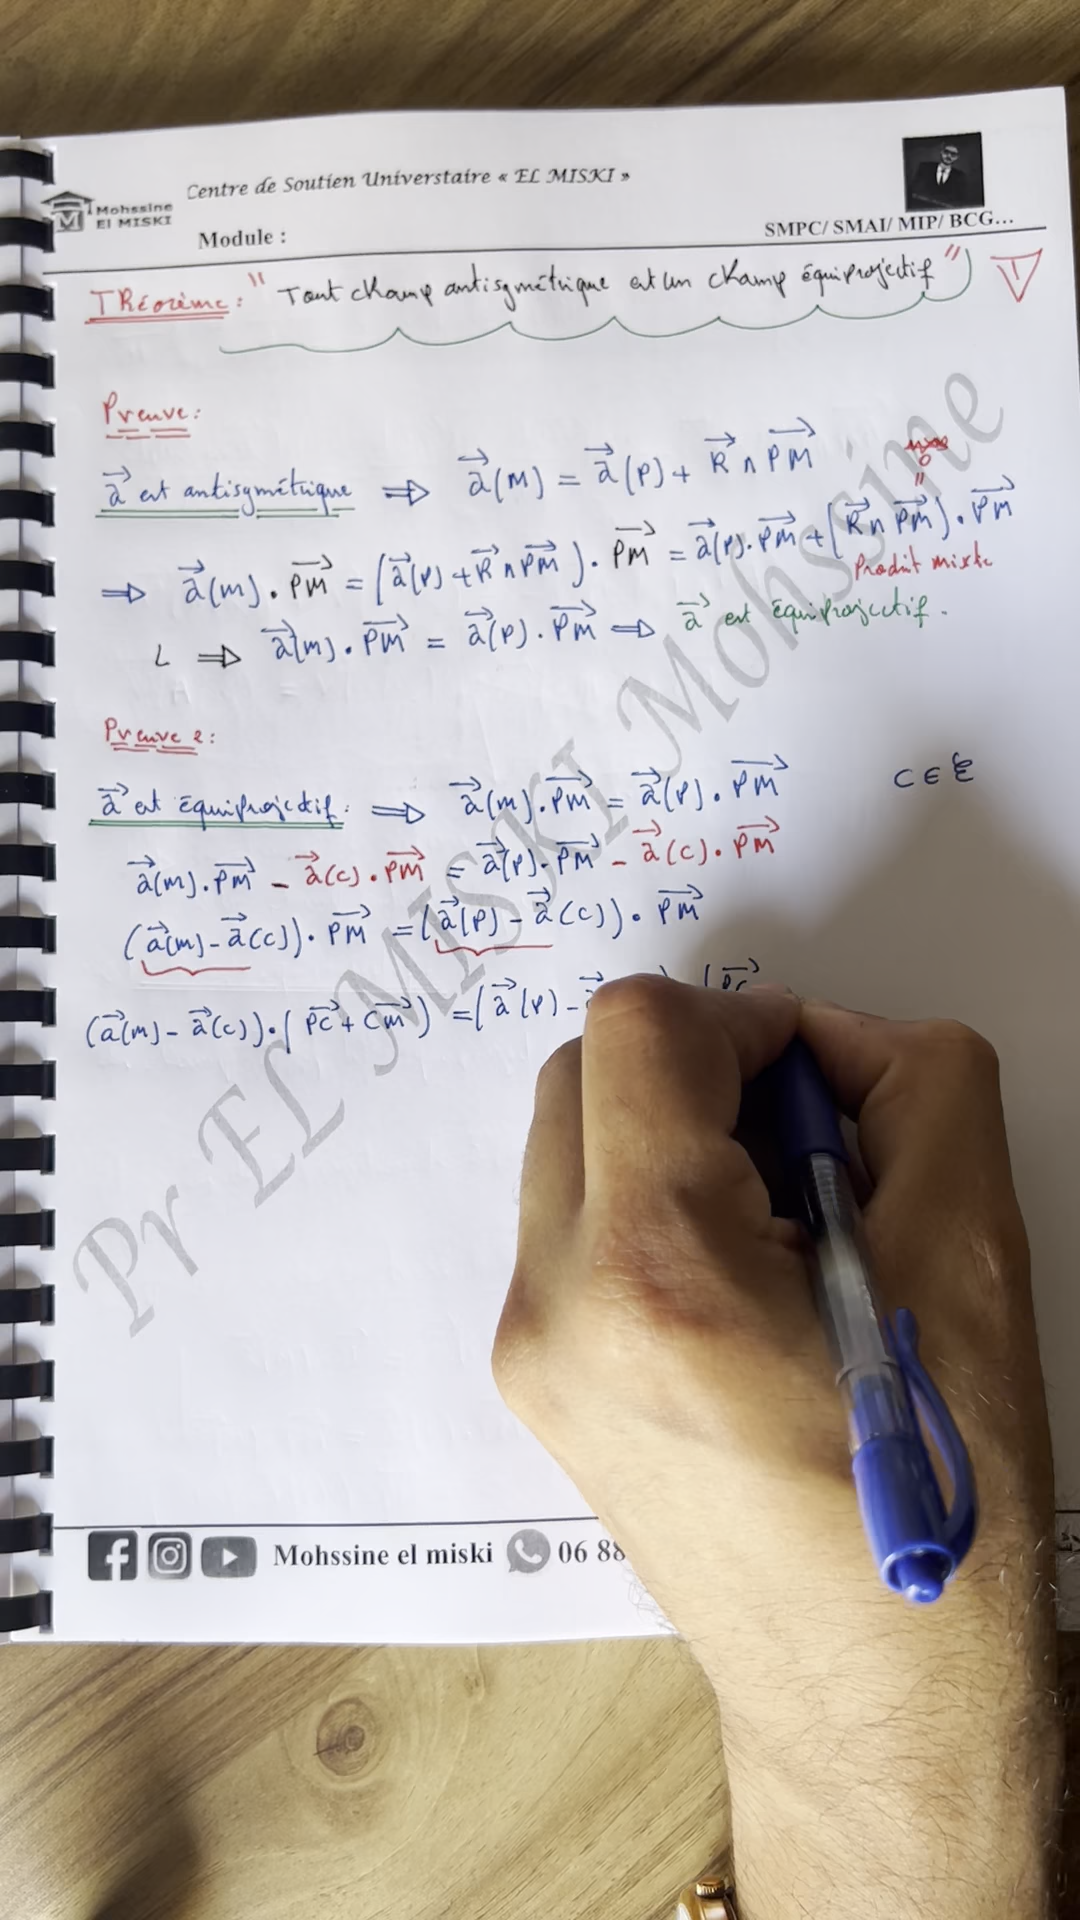 Centre de Soutien Universtaire « EL MISKI »
Mohssine
El MISKI
Module :
SMPC/ SMAI/ MIP/ BCG...
Théorème : " Tout champ antisymétrique est un champ équiprojectif "
Preuve :
a⃗ est antisymétrique ⟹ a⃗(M) = a⃗(P) + R⃗ ∧ PM⃗
0
"
⟹ a⃗(M) . PM⃗ = (a⃗(P) + R⃗ ∧ PM⃗) . PM⃗ = a⃗(P) . PM⃗ + (R⃗ ∧ PM⃗) . PM⃗
Produit mixte
L ⟹ a⃗(M) . PM⃗ = a⃗(P) . PM⃗ ⟹ a⃗ est équiprojectif.
Preuve 2 :
a⃗ est équiprojectif. ⟹ a⃗(M) . PM⃗ = a⃗(P) . PM⃗ C ∈ ℰ
a⃗(M) . PM⃗ - a⃗(C) . PM⃗ = a⃗(P) . PM⃗ - a⃗(C) . PM⃗
(a⃗(M) - a⃗(C)) . PM⃗ = (a⃗(P) - a⃗(C)) . PM⃗
(a⃗(M) - a⃗(C)) . (PC⃗ + CM⃗) = (a⃗(P) - a⃗ (PC⃗
Pr EL MISKI Mohssine
Mohssine el miski 06 88